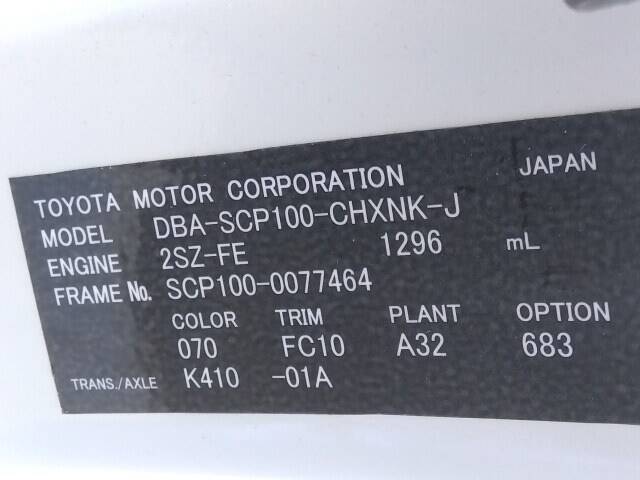 TOYOTA MOTOR CORPORATION JAPAN
MODEL DBA-SCP100-CHXNK-J
ENGINE 2SZ-FE 1296 mL
FRAME No. SCP100-0077464
COLOR TRIM PLANT OPTION
070 FC10 A32 683
TRANS./AXLE K410 -01A